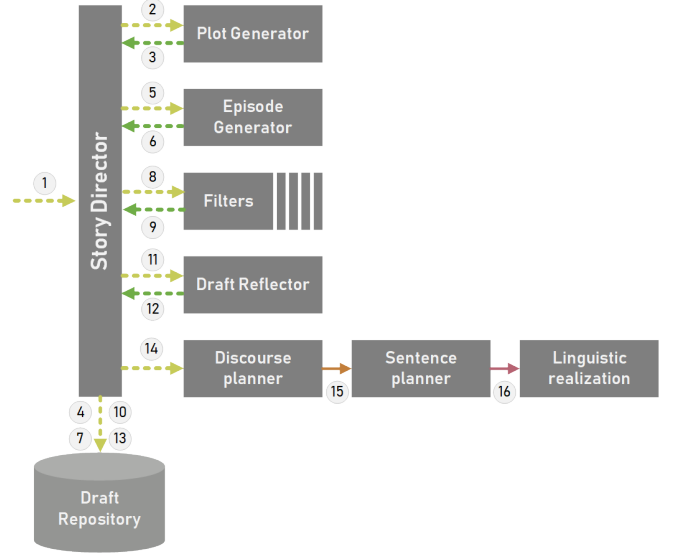 2
Plot Generator
3
5
Episode
Generator
6
1
Story Director
8
Filters
9
11
Draft Reflector
12
14
Discourse
planner
15
Sentence
planner
16
Linguistic
realization
4 10
7 13
Draft
Repository